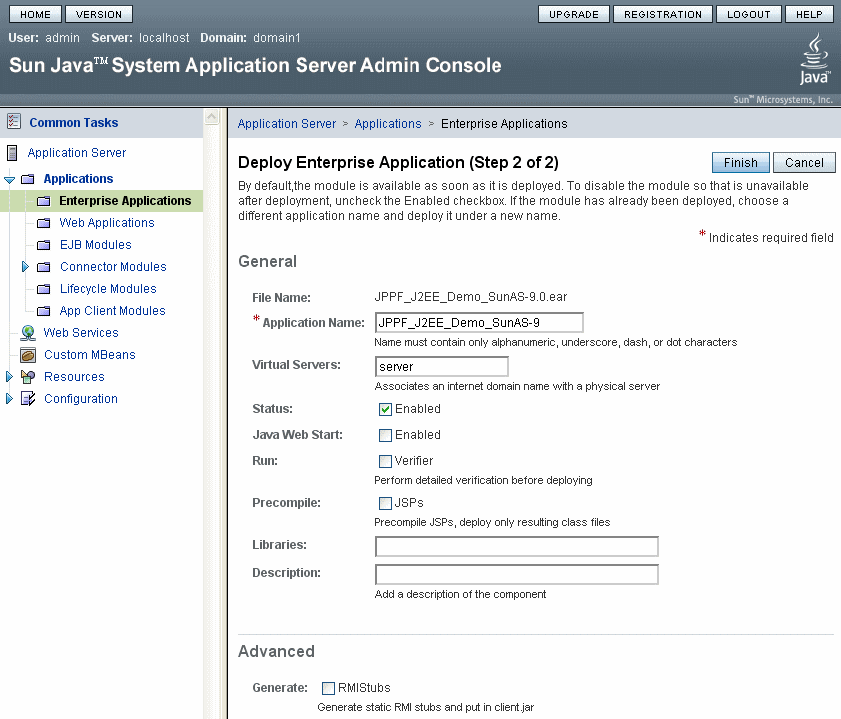 HOME VERSION UPGRADE REGISTRATION LOGOUT HELP
User: admin Server: localhost Domain: domain1
Sun Java™ System Application Server Admin Console
Java™
Sun™ Microsystems, Inc.
Common Tasks
Application Server
Applications
Enterprise Applications
Web Applications
EJB Modules
Connector Modules
Lifecycle Modules
App Client Modules
Web Services
Custom MBeans
Resources
Configuration
Application Server > Applications > Enterprise Applications
Deploy Enterprise Application (Step 2 of 2) Finish Cancel
By default,the module is available as soon as it is deployed. To disable the module so that is unavailable
after deployment, uncheck the Enabled checkbox. If the module has already been deployed, choose a
different application name and deploy it under a new name.
* Indicates required field
General
File Name: JPPF_J2EE_Demo_SunAS-9.0.ear
* Application Name: JPPF_J2EE_Demo_SunAS-9
Name must contain only alphanumeric, underscore, dash, or dot characters
Virtual Servers: server
Associates an internet domain name with a physical server
Status: Enabled
Java Web Start: Enabled
Run: Verifier
Perform detailed verification before deploying
Precompile: JSPs
Precompile JSPs, deploy only resulting class files
Libraries:
Description:
Add a description of the component
Advanced
Generate: RMIStubs
Generate static RMI stubs and put in client.jar